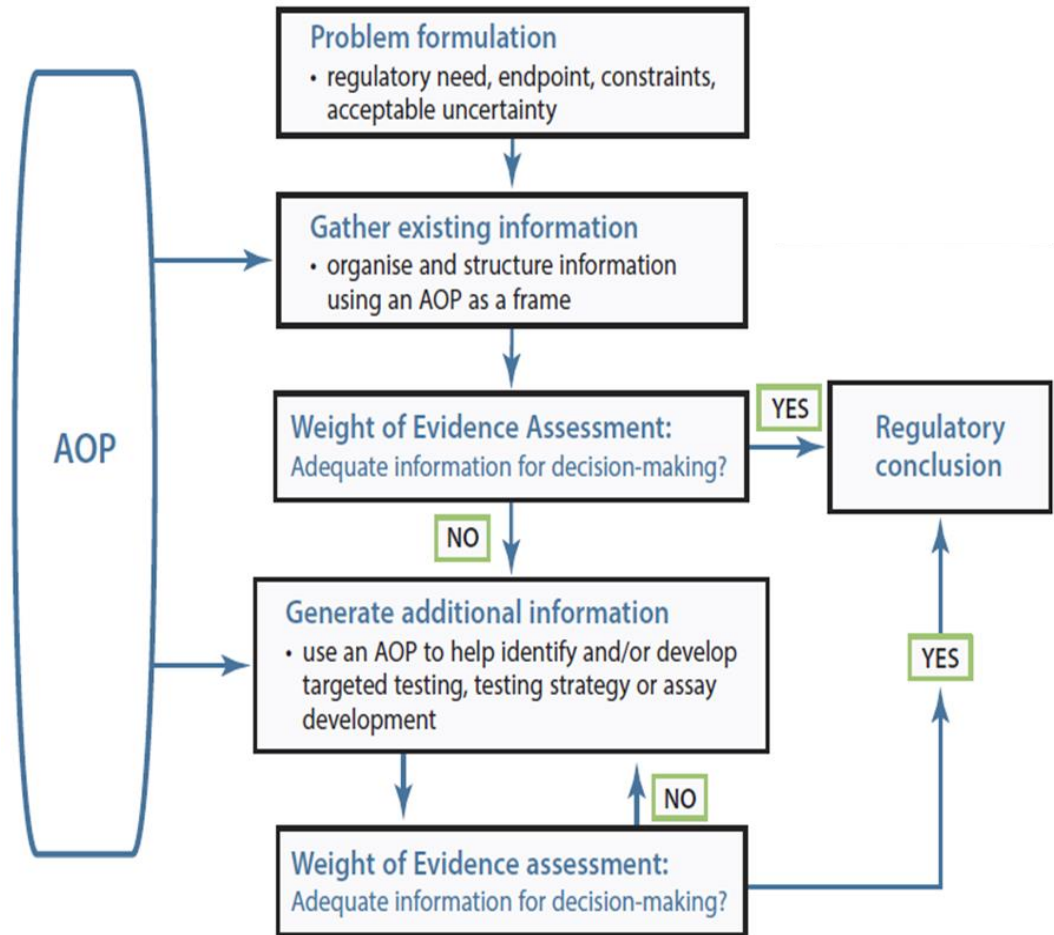 Problem formulation
• regulatory need, endpoint, constraints,
acceptable uncertainty
Gather existing information
• organise and structure information
using an AOP as a frame
AOP
Weight of Evidence Assessment:
Adequate information for decision-making?
YES
Regulatory
conclusion
NO
Generate additional information
• use an AOP to help identify and/or develop
targeted testing, testing strategy or assay
development
YES
NO
Weight of Evidence assessment:
Adequate information for decision-making?